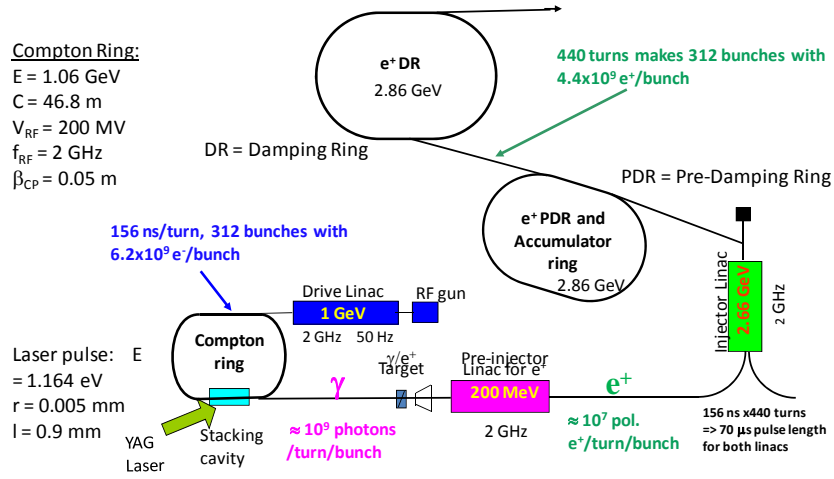 Compton Ring:
E = 1.06 GeV
C = 46.8 m
V_RF = 200 MV
f_RF = 2 GHz
β_CP = 0.05 m
e⁺ DR
2.86 GeV
440 turns makes 312 bunches with
4.4x10⁹ e⁺/bunch
DR = Damping Ring
PDR = Pre-Damping Ring
e⁺ PDR and
Accumulator
ring
2.86 GeV
156 ns/turn, 312 bunches with
6.2x10⁹ e⁻/bunch
Injector Linac
2.66 GeV
2 GHz
Drive Linac
RF gun
1 GeV
2 GHz 50 Hz
Compton
ring
Laser pulse: E
= 1.164 eV
r = 0.005 mm
l = 0.9 mm
YAG
Laser
Stacking
cavity
γ
≈ 10⁹ photons
/turn/bunch
γ/e⁺
Target
Pre-injector
Linac for e⁺
200 MeV
2 GHz
e⁺
≈ 10⁷ pol.
e⁺/turn/bunch
156 ns x440 turns
=> 70 μs pulse length
for both linacs